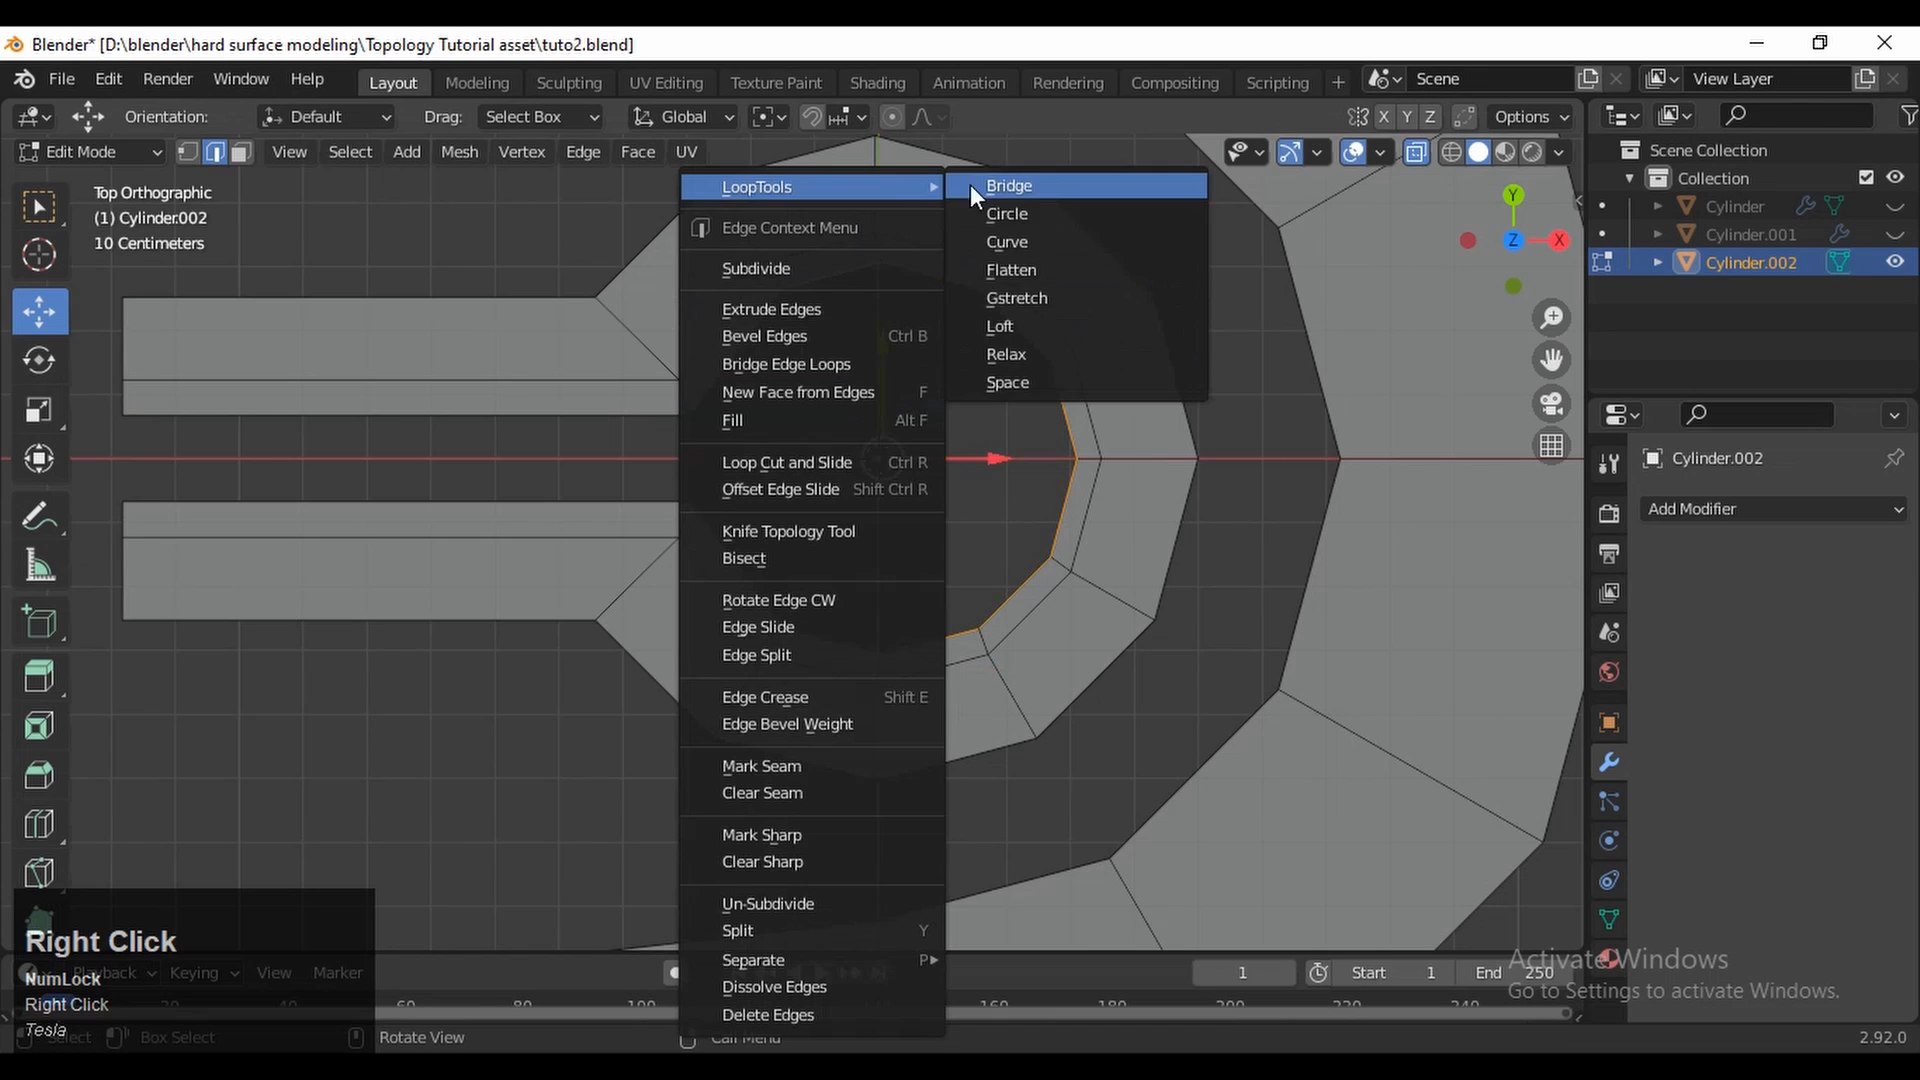 Blender* [D:\blender\hard surface modeling\Topology Tutorial asset\tuto2.blend]
File Edit Render Window Help Layout Modeling Sculpting UV Editing Texture Paint Shading Animation Rendering Compositing Scripting + Scene View Layer
Orientation: Default Drag: Select Box Global X Y Z Options
Edit Mode View Select Add Mesh Vertex Edge Face UV
Top Orthographic
(1) Cylinder.002
10 Centimeters
LoopTools
Edge Context Menu
Subdivide
Extrude Edges
Bevel Edges Ctrl B
Bridge Edge Loops
New Face from Edges F
Fill Alt F
Loop Cut and Slide Ctrl R
Offset Edge Slide Shift Ctrl R
Knife Topology Tool
Bisect
Rotate Edge CW
Edge Slide
Edge Split
Edge Crease Shift E
Edge Bevel Weight
Mark Seam
Clear Seam
Mark Sharp
Clear Sharp
Un-Subdivide
Split Y
Separate P
Dissolve Edges
Delete Edges
Bridge
Circle
Curve
Flatten
Gstretch
Loft
Relax
Space
Y
Z X
Scene Collection
Collection
Cylinder
Cylinder.001
Cylinder.002
Cylinder.002
Add Modifier
Right Click
NumLock
Right Click
Tesla
Playback Keying View Marker
1 Start 1 End 250
Activate Windows
Go to Settings to activate Windows.
Select Box Select Rotate View Call Menu 2.92.0